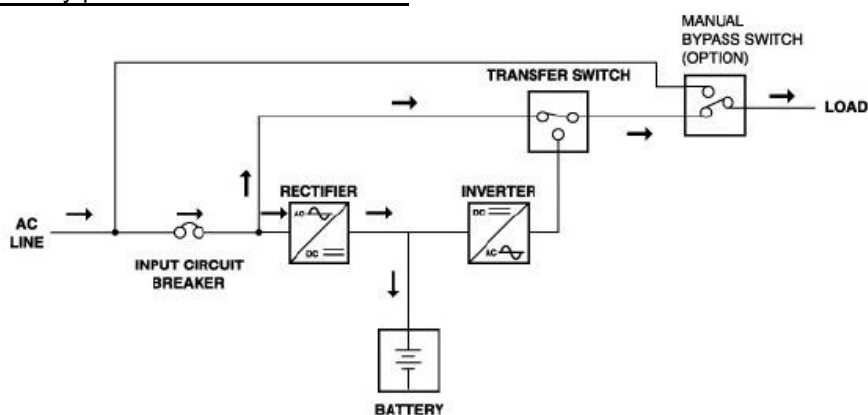 MANUAL
BYPASS SWITCH
(OPTION)
TRANSFER SWITCH
LOAD
RECTIFIER
INVERTER
AC
DC
DC
AC
AC
LINE
INPUT CIRCUIT
BREAKER
BATTERY